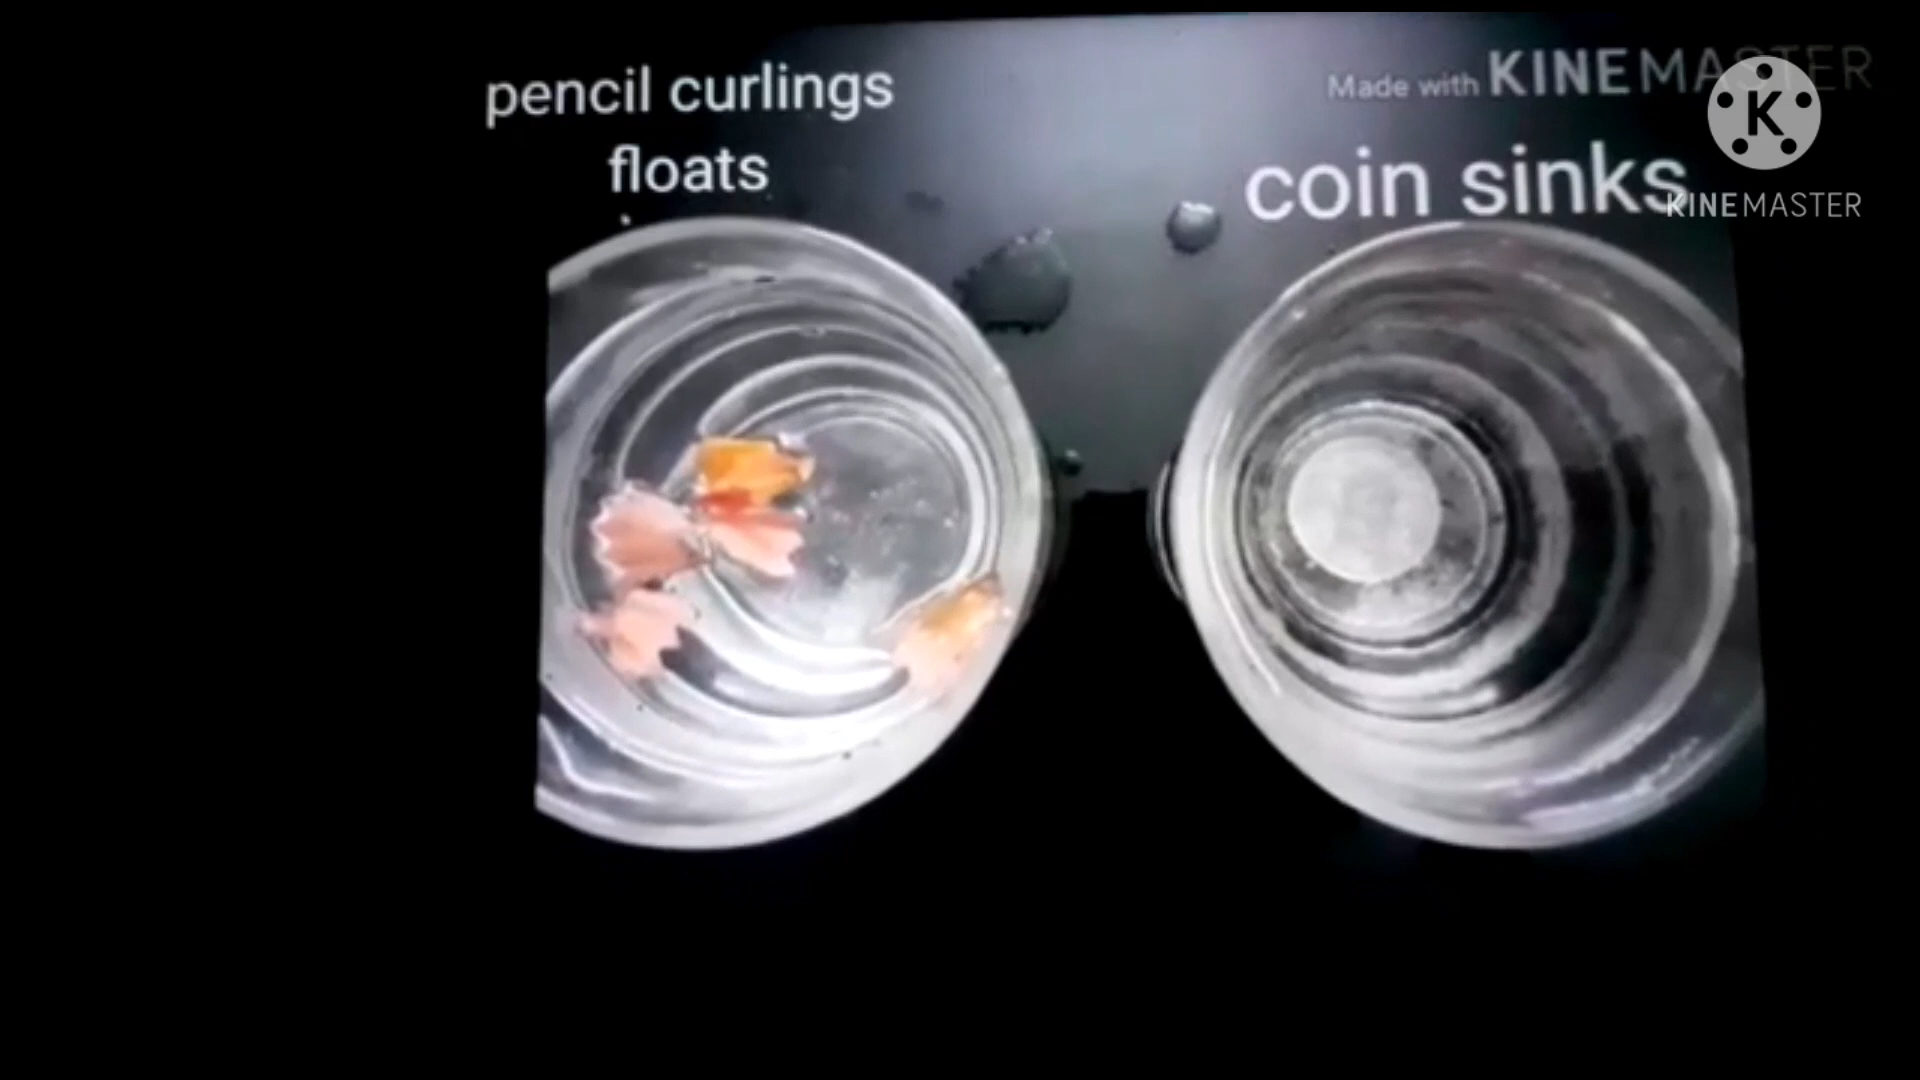 pencil curlings
floats
Made with KINEMASTER
coin sinks
K
KINEMASTER